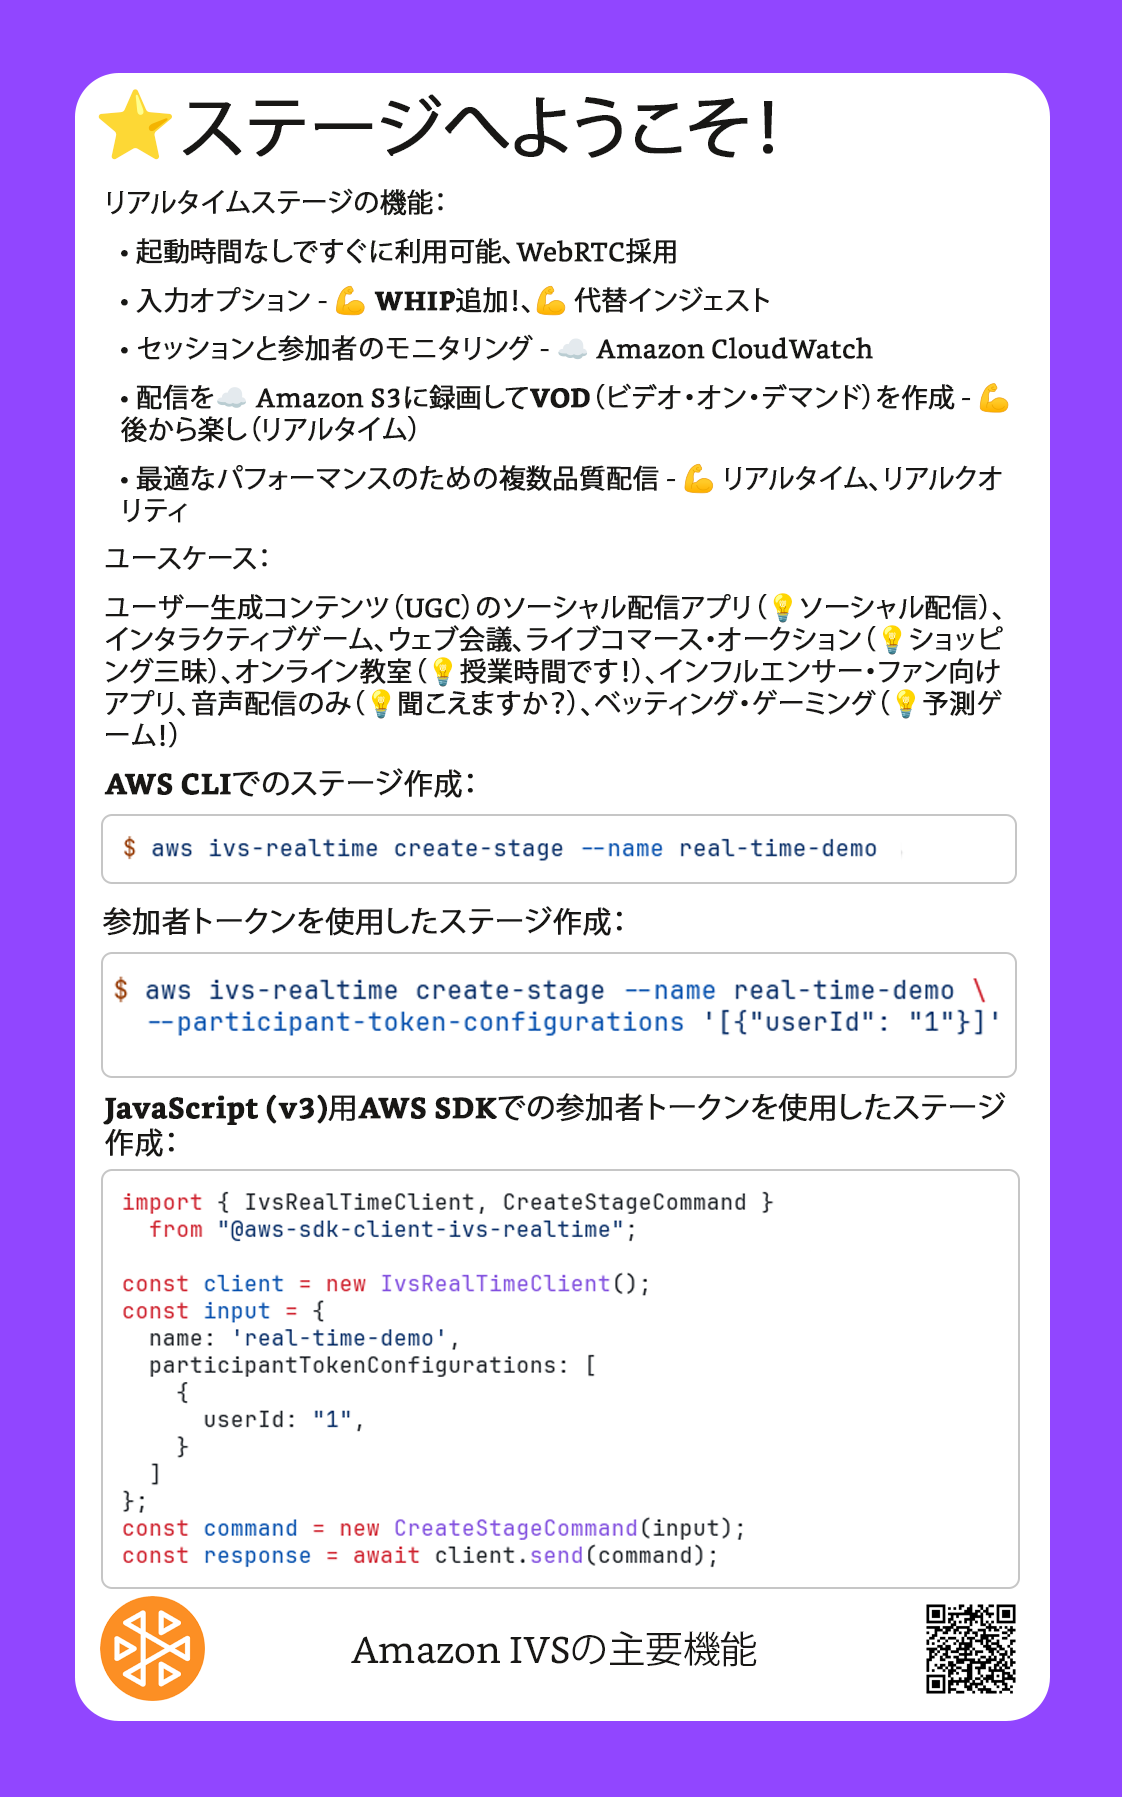 ⭐ステージへようこそ！
リアルタイムステージの機能：
• 起動時間なしですぐに利用可能、WebRTC採用
• 入力オプション - 💪 WHIP追加！、💪 代替インジェスト
• セッションと参加者のモニタリング - ☁️ Amazon CloudWatch
• 配信を☁️ Amazon S3に録画してVOD（ビデオ・オン・デマンド）を作成 - 💪
後から楽し（リアルタイム）
• 最適なパフォーマンスのための複数品質配信 - 💪 リアルタイム、リアルクオ
リティ
ユースケース：
ユーザー生成コンテンツ（UGC）のソーシャル配信アプリ（💡ソーシャル配信）、
インタラクティブゲーム、ウェブ会議、ライブコマース・オークション（💡ショッピ
ング三昧）、オンライン教室（💡授業時間です！）、インフルエンサー・ファン向け
アプリ、音声配信のみ（💡聞こえますか？）、ベッティング・ゲーミング（💡予測ゲ
ーム！）
AWS CLIでのステージ作成：
$ aws ivs-realtime create-stage --name real-time-demo
参加者トークンを使用したステージ作成：
$ aws ivs-realtime create-stage --name real-time-demo \
--participant-token-configurations '[{"userId": "1"}]'
JavaScript (v3)用AWS SDKでの参加者トークンを使用したステージ
作成：
import { IvsRealTimeClient, CreateStageCommand }
from "@aws-sdk-client-ivs-realtime";
const client = new IvsRealTimeClient();
const input = {
name: 'real-time-demo',
participantTokenConfigurations: [
{
userId: "1",
}
]
};
const command = new CreateStageCommand(input);
const response = await client.send(command);
Amazon IVSの主要機能